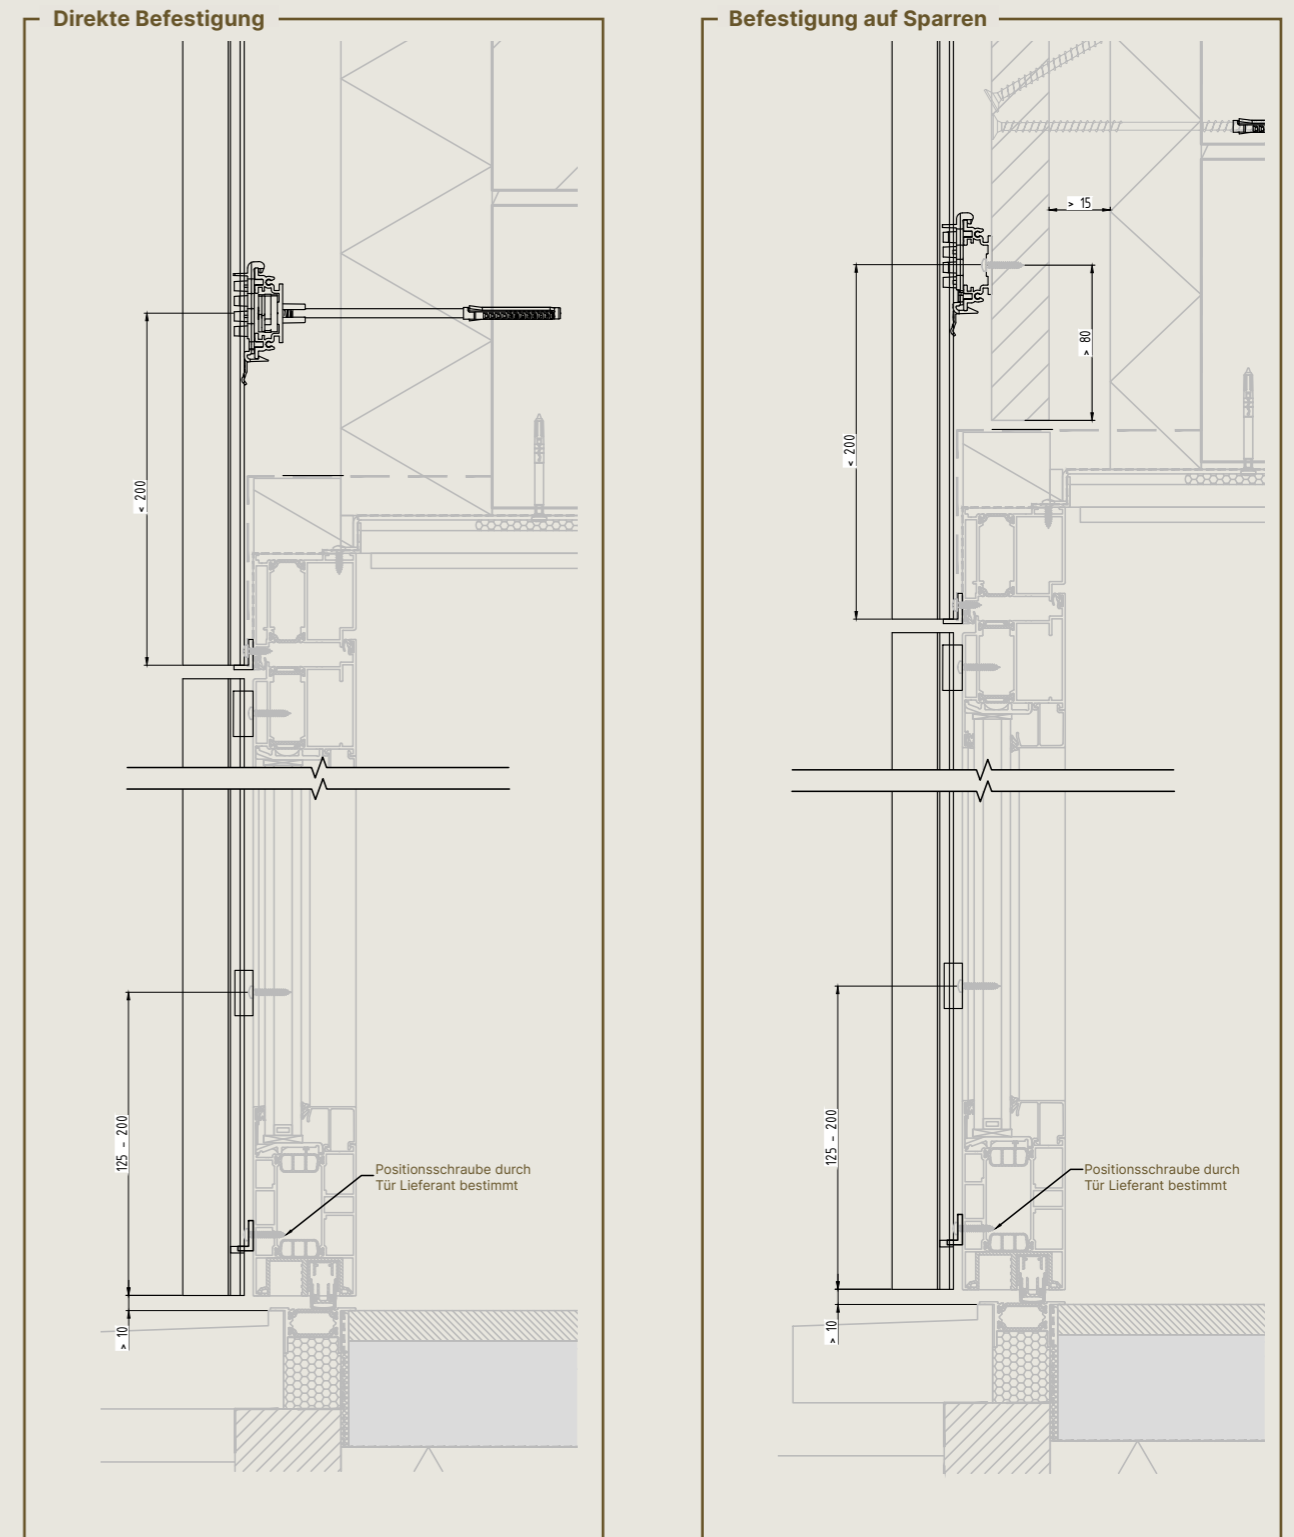 Direkte Befestigung
< 200
125 - 200
Positionsschraube durch
Tür Lieferant bestimmt
> 10
Befestigung auf Sparren
> 15
> 80
< 200
125 - 200
Positionsschraube durch
Tür Lieferant bestimmt
> 10